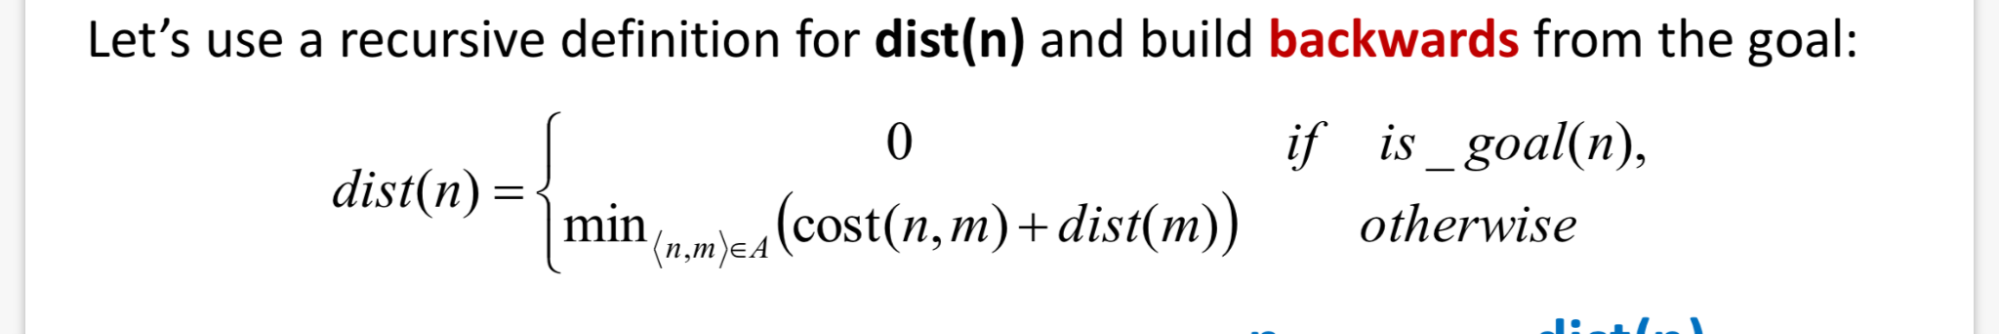 Let's use a recursive definition for dist(n) and build backwards from the goal:
dist(n) = { 0 if is_goal(n),
min⟨n,m⟩∈A (cost(n,m)+dist(m)) otherwise